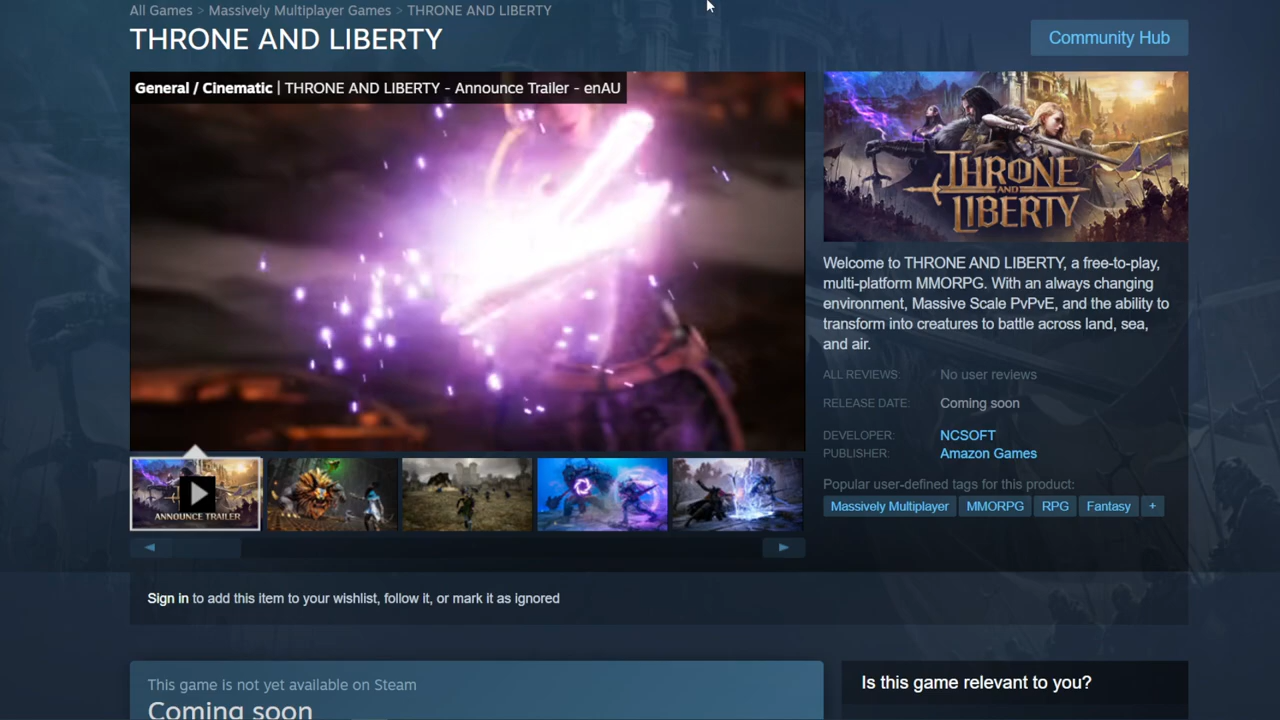 All Games > Massively Multiplayer Games > THRONE AND LIBERTY
THRONE AND LIBERTY
Community Hub
General / Cinematic | THRONE AND LIBERTY - Announce Trailer - enAU
THRONE
AND
LIBERTY
Welcome to THRONE AND LIBERTY, a free-to-play,
multi-platform MMORPG. With an always changing
environment, Massive Scale PvPvE, and the ability to
transform into creatures to battle across land, sea,
and air.
ALL REVIEWS: No user reviews
RELEASE DATE: Coming soon
DEVELOPER: NCSOFT
PUBLISHER: Amazon Games
Popular user-defined tags for this product:
Massively Multiplayer MMORPG RPG Fantasy +
ANNOUNCE TRAILER
Sign in to add this item to your wishlist, follow it, or mark it as ignored
This game is not yet available on Steam
Coming soon
Is this game relevant to you?